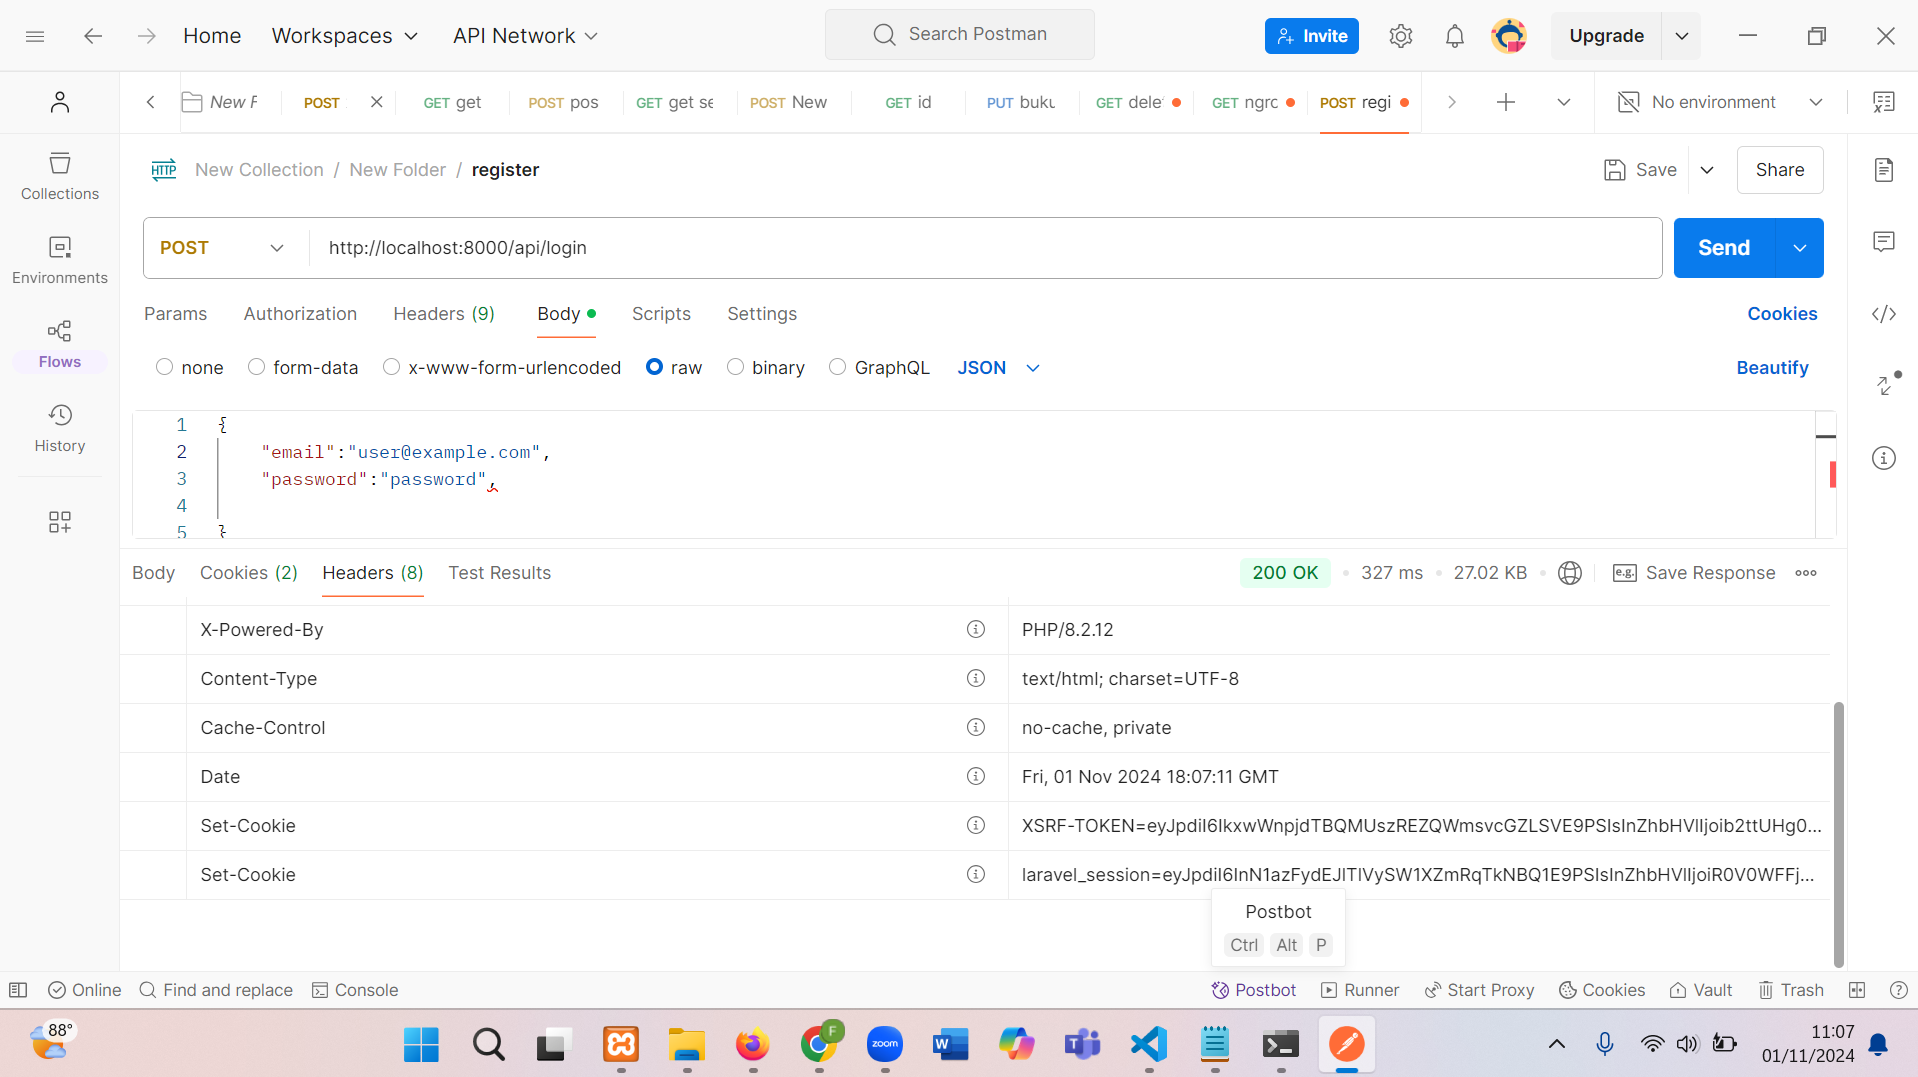 Home
Workspaces
API Network
Search Postman
Invite
Upgrade
New F
POST
GET get
POST pos
GET get se
POST New
GET id
PUT buku
GET dele
GET ngro
POST regi
No environment
HTTP
New Collection / New Folder / register
Save
Share
Collections
Environments
Flows
History
POST
http://localhost:8000/api/login
Send
Params
Authorization
Headers (9)
Body
Scripts
Settings
Cookies
none
form-data
x-www-form-urlencoded
raw
binary
GraphQL
JSON
Beautify
1 {
2 "email":"user@example.com",
3 "password":"password",
4
5 }
Body
Cookies (2)
Headers (8)
Test Results
200 OK
327 ms
27.02 KB
e.g.
Save Response
X-Powered-By
PHP/8.2.12
Content-Type
text/html; charset=UTF-8
Cache-Control
no-cache, private
Date
Fri, 01 Nov 2024 18:07:11 GMT
Set-Cookie
Set-Cookie
Postbot
Ctrl Alt P
Online
Find and replace
Console
Postbot
Runner
Start Proxy
Cookies
Vault
Trash
88°
F
zoom
W
T
11:07
01/11/2024